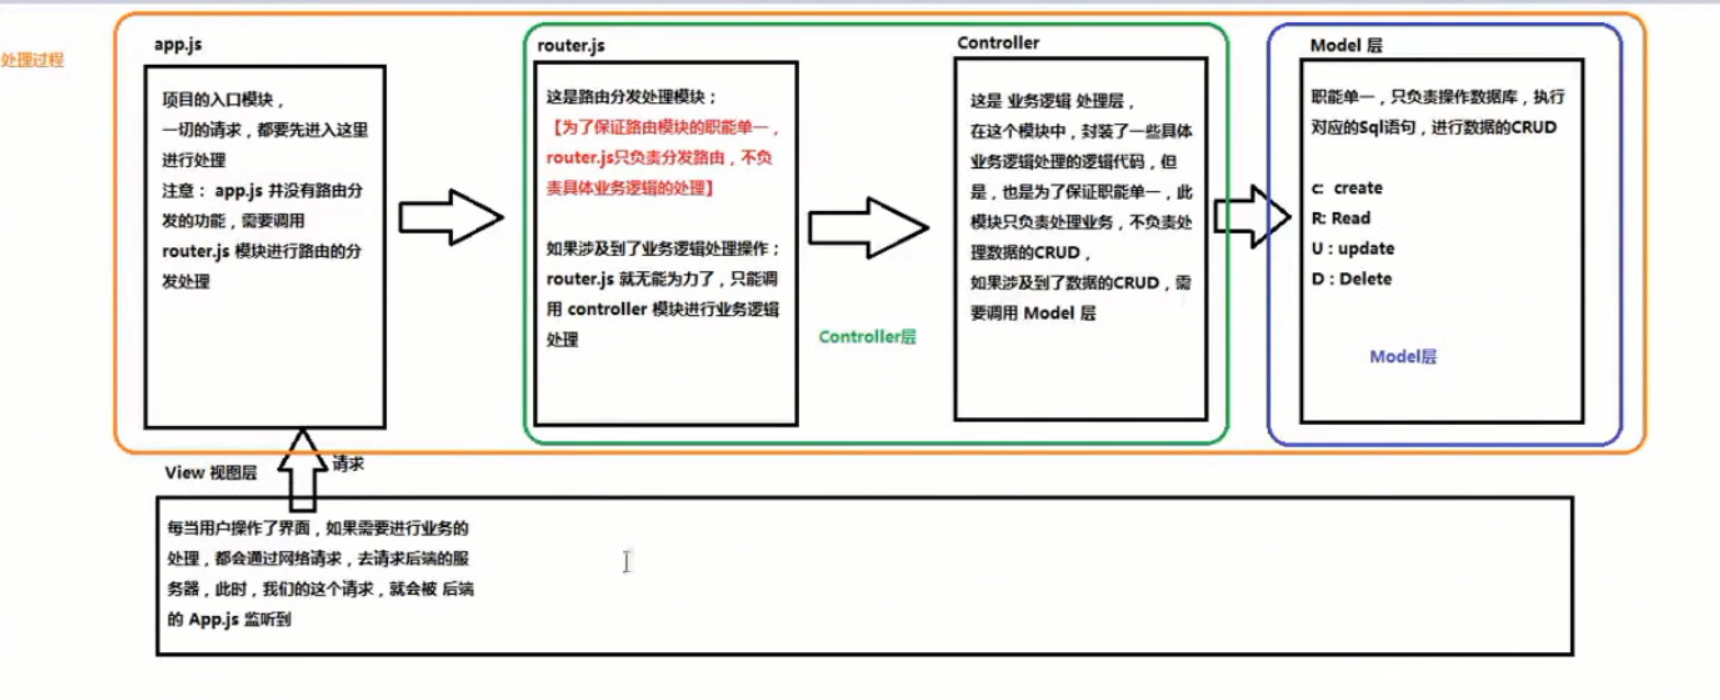 处理过程
app.js
项目的入口模块，
一切的请求，都要先进入这里
进行处理
注意： app.js 并没有路由分
发的功能，需要调用
router.js 模块进行路由的分
发处理
router.js
这是路由分发处理模块；
【为了保证路由模块的职能单一，
router.js只负责分发路由，不负
责具体业务逻辑的处理】
如果涉及到了业务逻辑处理操作；
router.js 就无能为力了，只能调
用 controller 模块进行业务逻辑
处理
Controller层
Controller
这是 业务逻辑 处理层，
在这个模块中，封装了一些具体
业务逻辑处理的逻辑代码，但
是，也是为了保证职能单一，此
模块只负责处理业务，不负责处
理数据的CRUD，
如果涉及到了数据的CRUD，需
要调用 Model 层
Model 层
职能单一，只负责操作数据库，执行
对应的Sql语句，进行数据的CRUD
c: create
R: Read
U : update
D : Delete
Model层
View 视图层
请求
每当用户操作了界面，如果需要进行业务的
处理，都会通过网络请求，去请求后端的服
务器，此时，我们的这个请求，就会被 后端
的 App.js 监听到